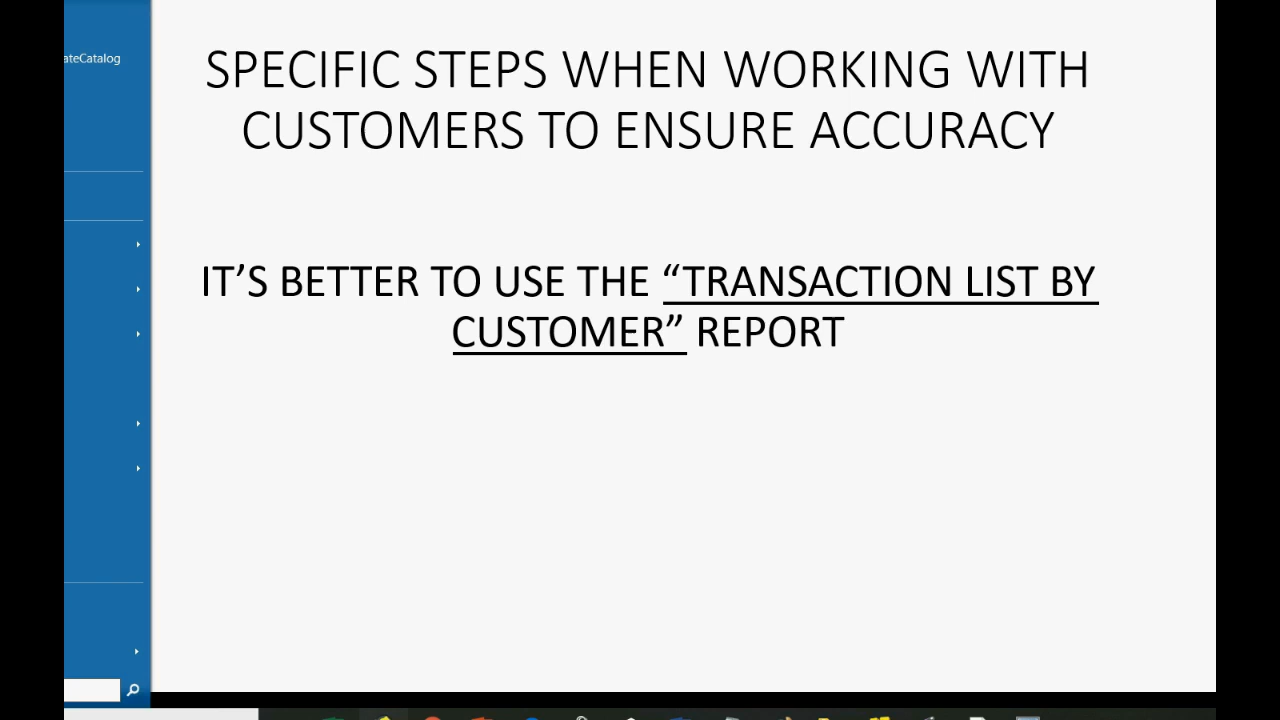 ateCatalog
SPECIFIC STEPS WHEN WORKING WITH
CUSTOMERS TO ENSURE ACCURACY
IT’S BETTER TO USE THE “TRANSACTION LIST BY
CUSTOMER” REPORT